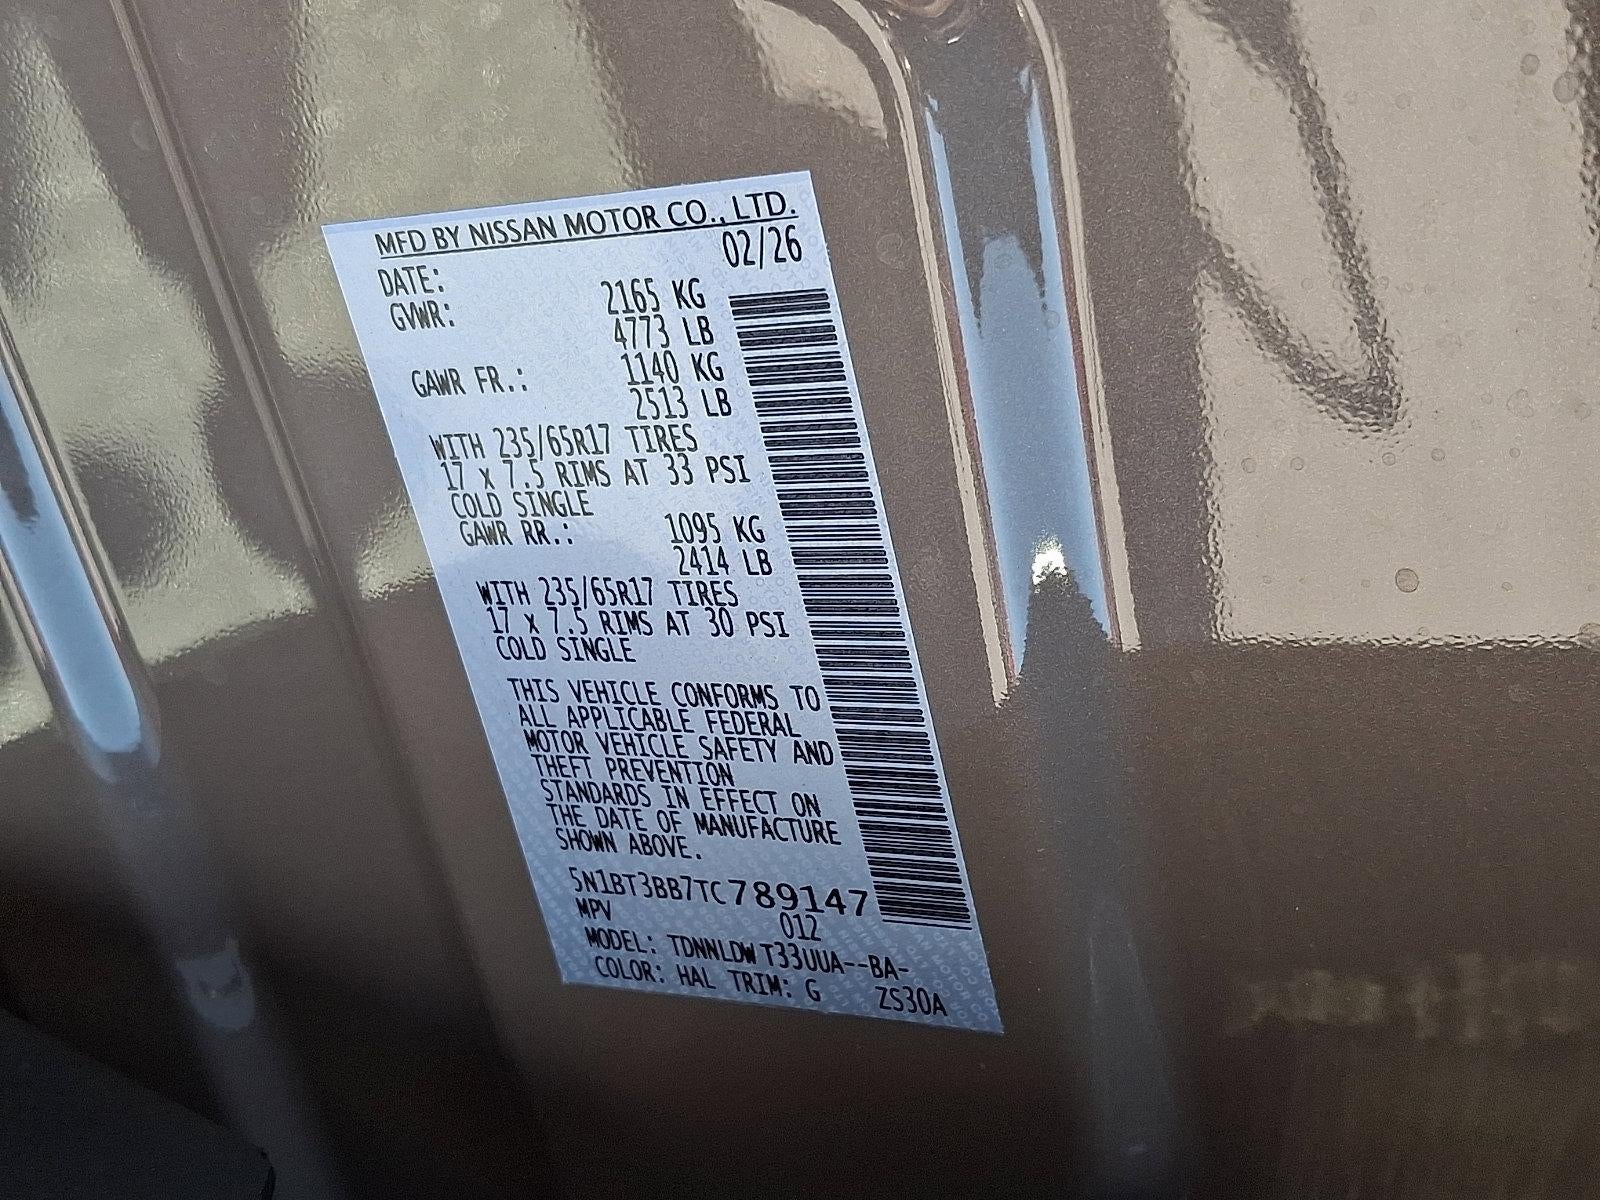 MFD BY NISSAN MOTOR CO., LTD.
DATE: 02/26
GVWR: 2165 KG
4773 LB
GAWR FR.: 1140 KG
2513 LB
WITH 235/65R17 TIRES
17 X 7.5 RIMS AT 33 PSI
COLD SINGLE
GAWR RR.: 1095 KG
2414 LB
WITH 235/65R17 TIRES
17 X 7.5 RIMS AT 30 PSI
COLD SINGLE
THIS VEHICLE CONFORMS TO
ALL APPLICABLE FEDERAL
MOTOR VEHICLE SAFETY AND
THEFT PREVENTION
STANDARDS IN EFFECT ON
THE DATE OF MANUFACTURE
SHOWN ABOVE.
5N1BT3BB7TC789147
MPV 012
MODEL: TDNNLDW T33UUA--BA-
COLOR: HAL TRIM: G ZS30A